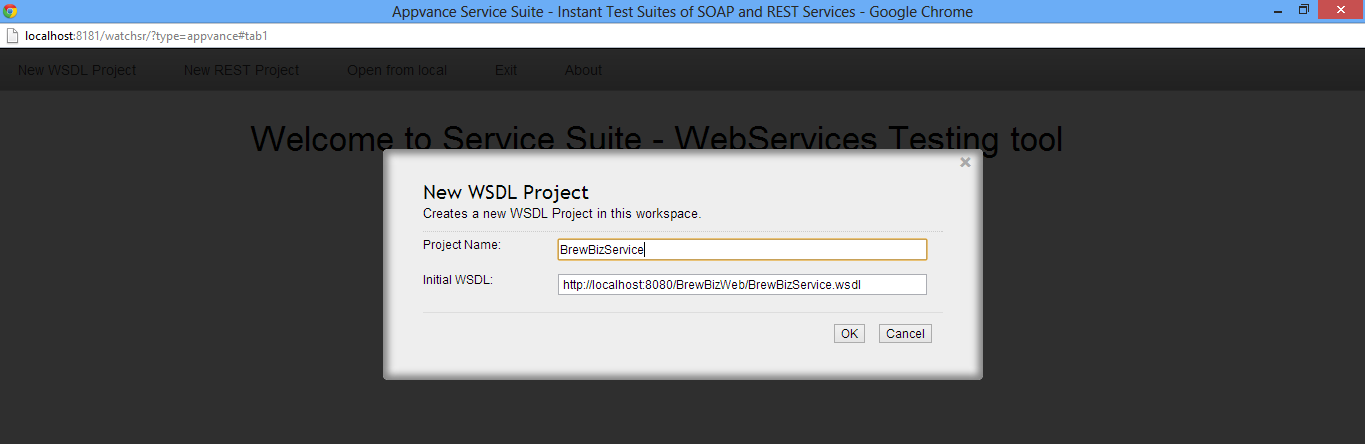 Appvance Service Suite - Instant Test Suites of SOAP and REST Services - Google Chrome
localhost:8181/watchsr/?type=appvance#tab1
New WSDL Project New REST Project Open from local Exit About
Welcome to Service Suite - WebServices Testing tool
New WSDL Project
Creates a new WSDL Project in this workspace.
Project Name: BrewBizService
Initial WSDL: http://localhost:8080/BrewBizWeb/BrewBizService.wsdl
OK Cancel